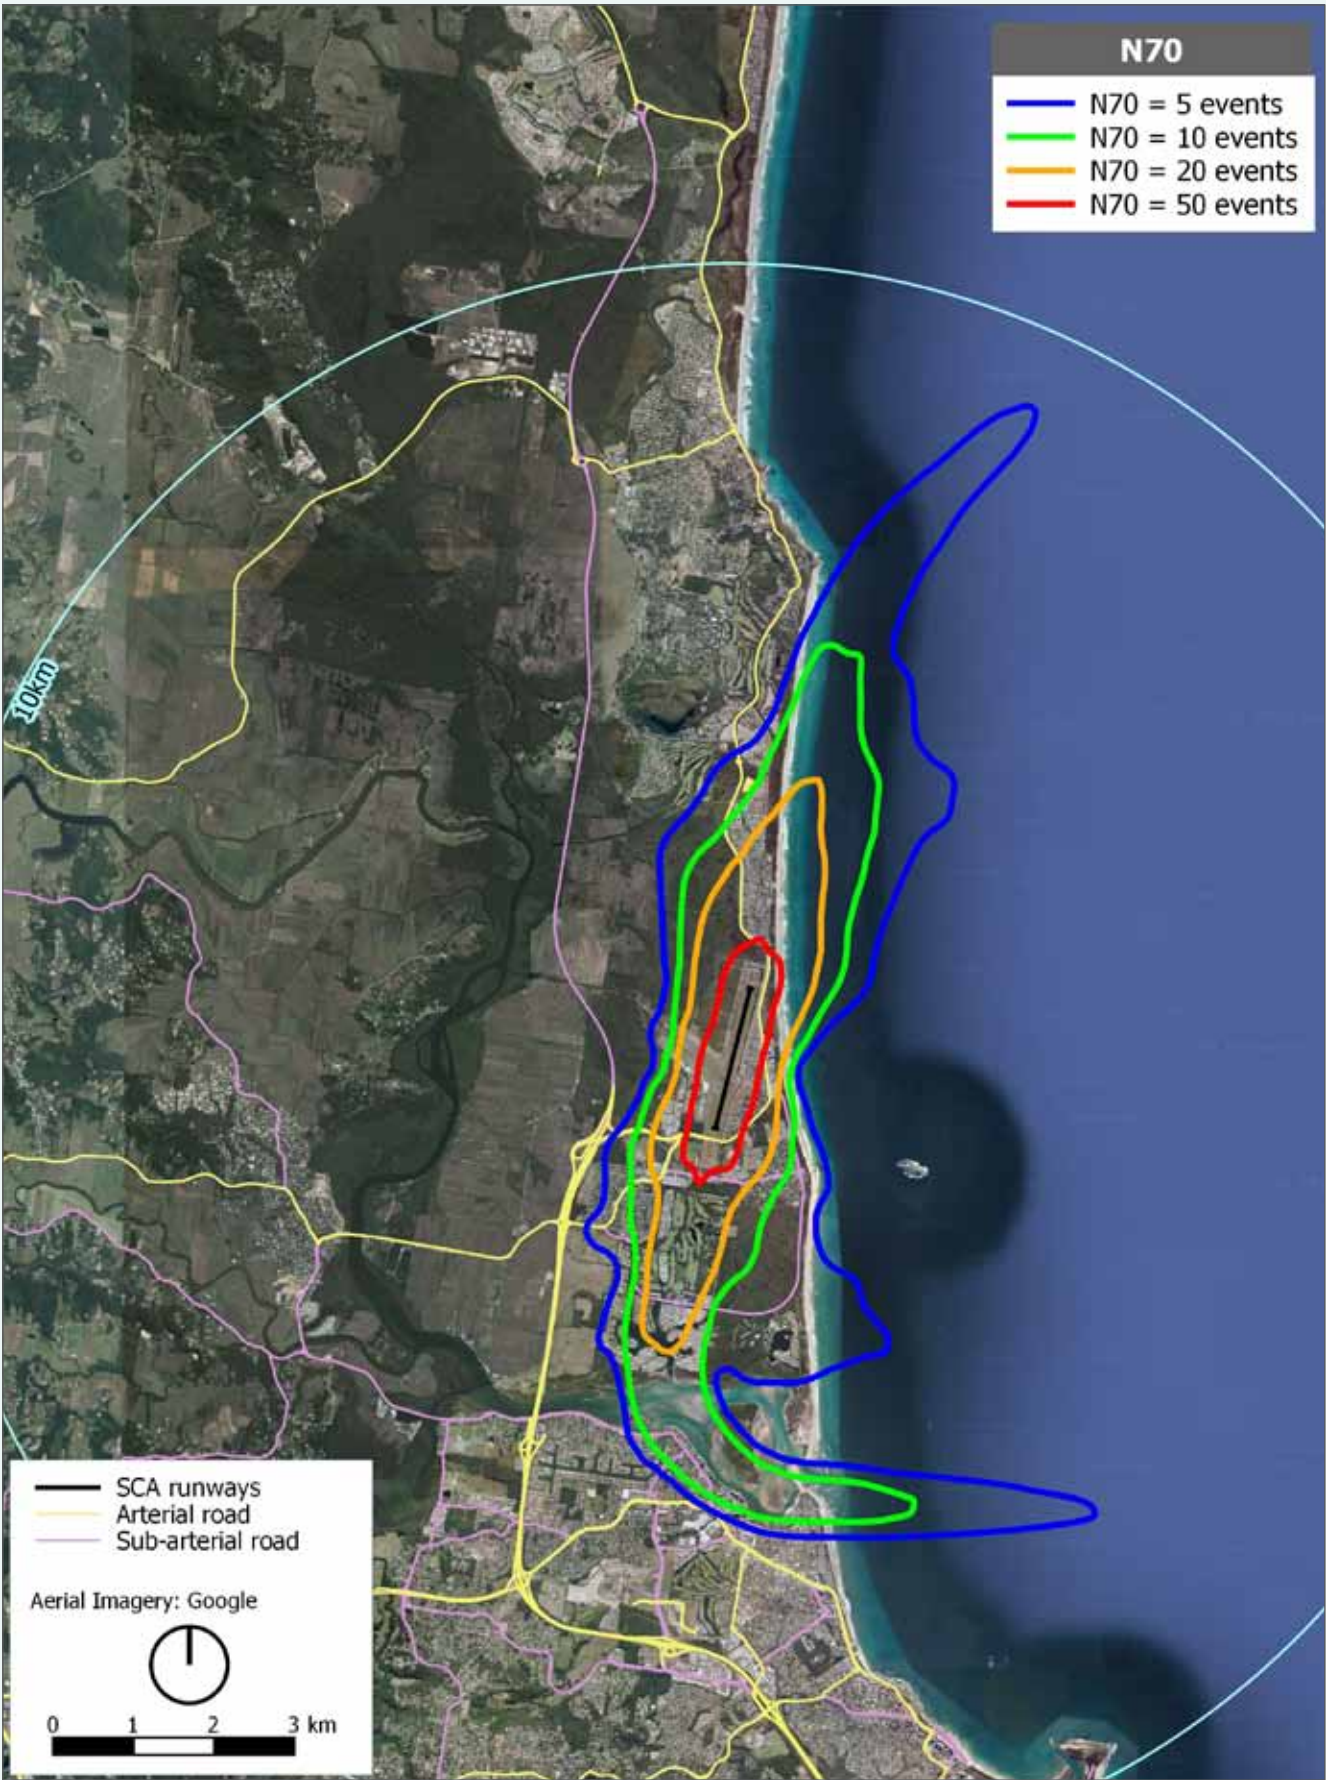 N70
N70 = 5 events
N70 = 10 events
N70 = 20 events
N70 = 50 events
10km
SCA runways
Arterial road
Sub-arterial road
Aerial Imagery: Google
0 1 2 3 km